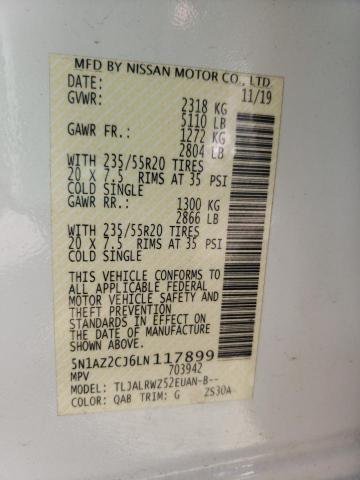 MFD BY NISSAN MOTOR CO., LTD.
DATE: 11/19
GVWR: 2318 KG
5110 LB
GAWR FR.: 1272 KG
2804 LB
WITH 235/55R20 TIRES
20 X 7.5 RIMS AT 35 PSI
COLD SINGLE
GAWR RR.: 1300 KG
2866 LB
WITH 235/55R20 TIRES
20 X 7.5 RIMS AT 35 PSI
COLD SINGLE
THIS VEHICLE CONFORMS TO
ALL APPLICABLE FEDERAL
MOTOR VEHICLE SAFETY AND
THEFT PREVENTION
STANDARDS IN EFFECT ON
THE DATE OF MANUFACTURE
SHOWN ABOVE.
5N1AZ2CJ6LN117899
MPV 703942
MODEL: TLJALRWZ52EUAN-B--
COLOR: QAB TRIM: G ZS30A